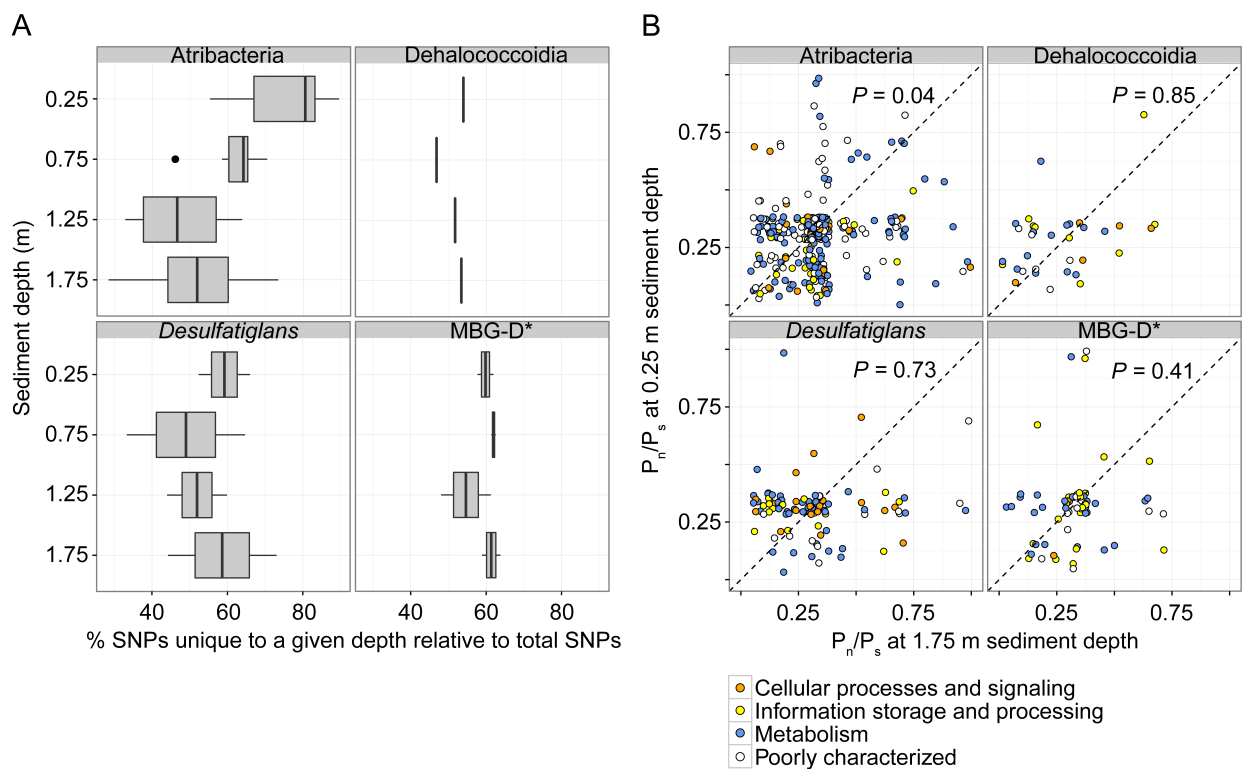 A
Atribacteria
Dehalococcoidia
0.25
0.75
1.25
1.75
Desulfatiglans
MBG-D*
0.25
0.75
1.25
1.75
Sediment depth (m)
40 60 80 40 60 80
% SNPs unique to a given depth relative to total SNPs
B
Atribacteria
Dehalococcoidia
P = 0.04
P = 0.85
0.75
0.25
Desulfatiglans
MBG-D*
P = 0.73
P = 0.41
0.75
0.25
Pn/Ps at 0.25 m sediment depth
0.25 0.75 0.25 0.75
Pn/Ps at 1.75 m sediment depth
Cellular processes and signaling
Information storage and processing
Metabolism
Poorly characterized